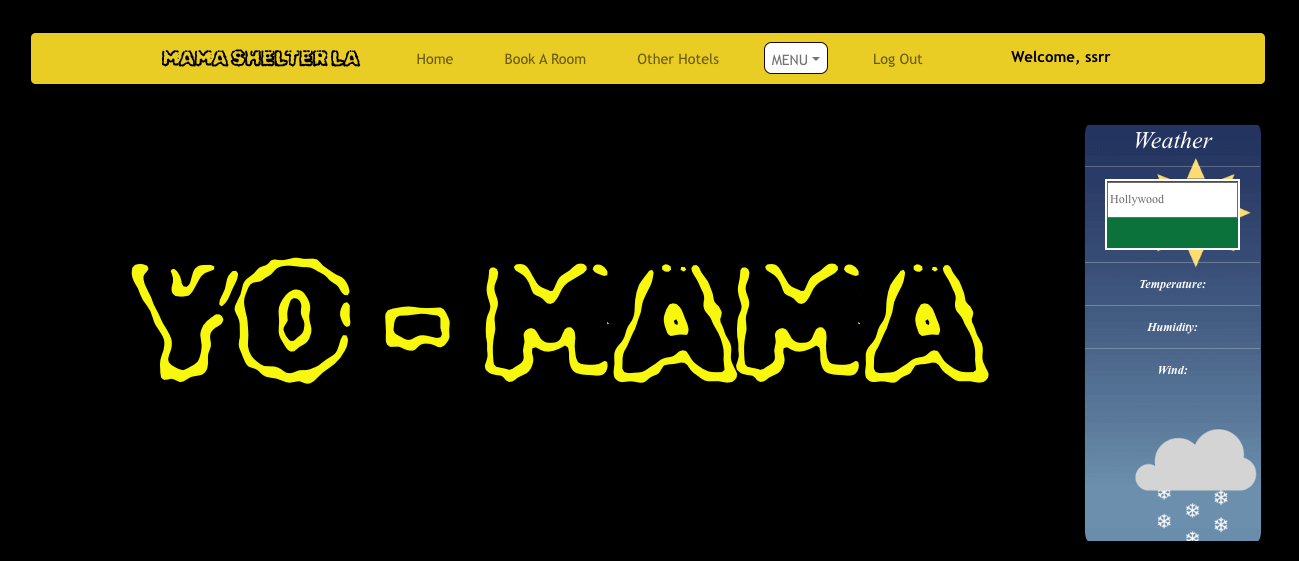 MAMA SHELTER LA Home Book A Room Other Hotels MENU Log Out Welcome, ssrr
YO-MAMA
Weather
Hollywood
Temperature:
Humidity:
Wind: